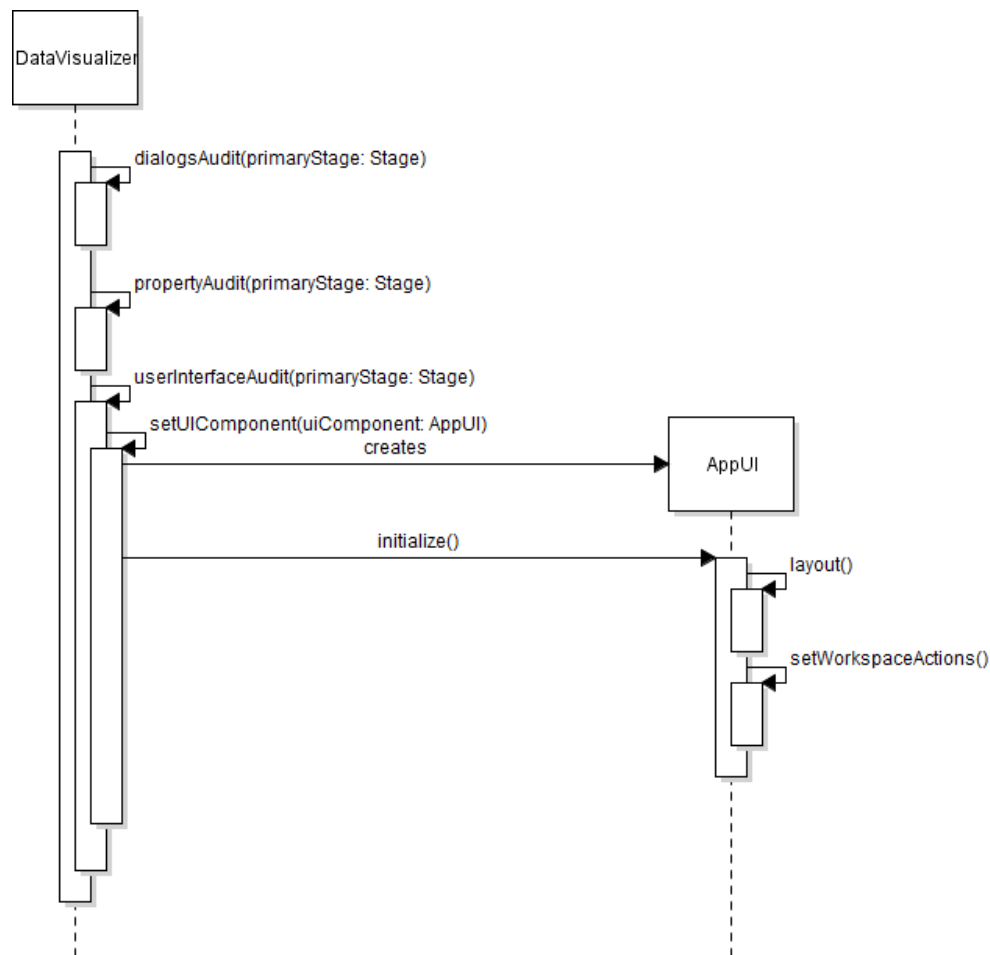 DataVisualizer
dialogsAudit(primaryStage: Stage)
propertyAudit(primaryStage: Stage)
userInterfaceAudit(primaryStage: Stage)
setUIComponent(uiComponent: AppUI)
creates
AppUI
initialize()
layout()
setWorkspaceActions()